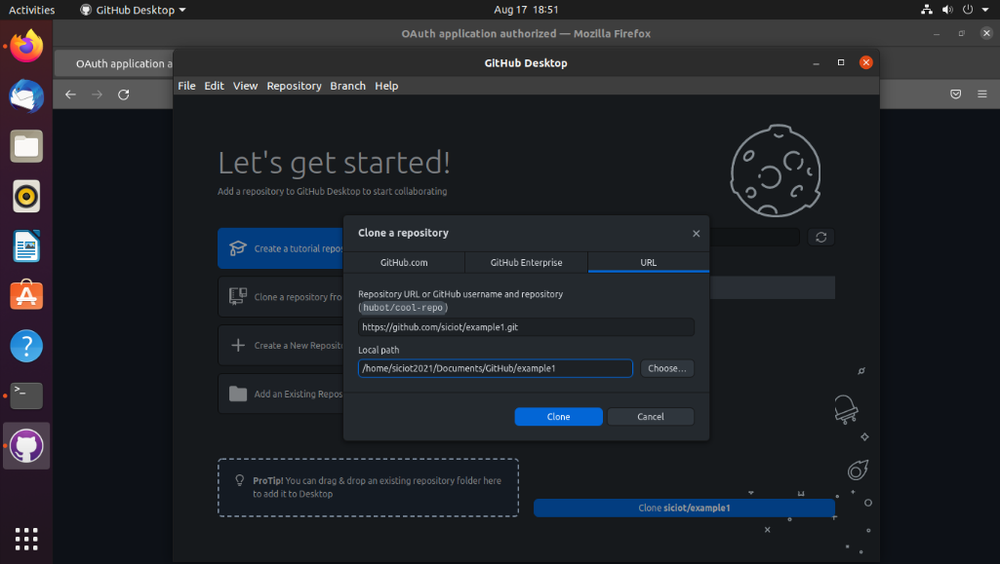 Activities
GitHub Desktop
Aug 17 18:51
OAuth application authorized — Mozilla Firefox
OAuth application a
GitHub Desktop
File Edit View Repository Branch Help
Let's get started!
Add a repository to GitHub Desktop to start collaborating
Create a tutorial repos
Clone a repository from
Create a New Reposito
Add an Existing Repos
Clone a repository
GitHub.com
GitHub Enterprise
URL
Repository URL or GitHub username and repository
(hubot/cool-repo)
https://github.com/siciot/example1.git
Local path
/home/siciot2021/Documents/GitHub/example1
Choose...
Clone
Cancel
ProTip! You can drag & drop an existing repository folder here
to add it to Desktop
Clone siciot/example1